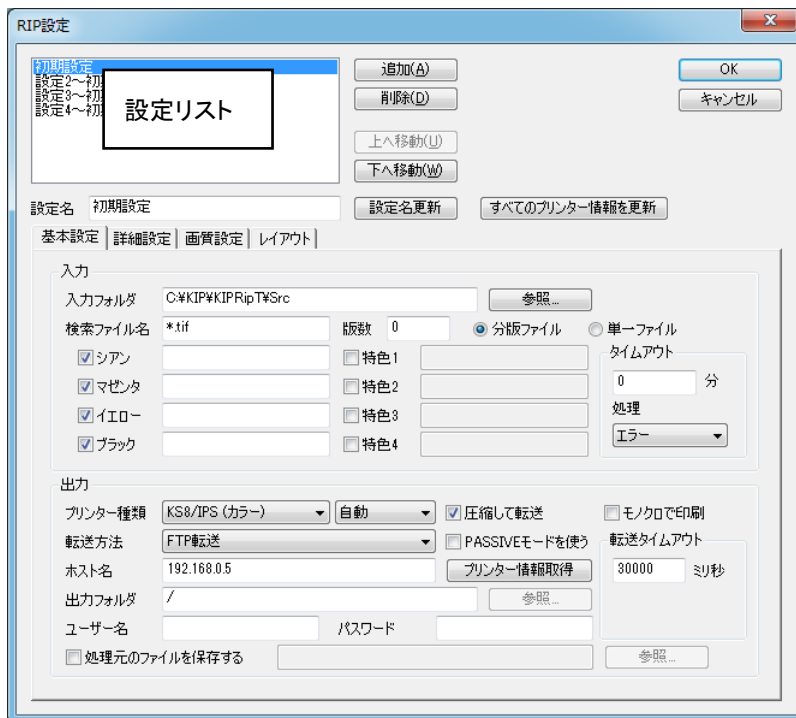 RIP設定
初期設定
設定2～初
設定3～初
設定4～初
設定リスト
追加(A)
削除(D)
上へ移動(U)
下へ移動(W)
OK
キャンセル
設定名 初期設定 設定名更新 すべてのプリンター情報を更新
基本設定 詳細設定 画質設定 レイアウト
入力
入力フォルダ C:¥KIP¥KIPRipT¥Src 参照...
検索ファイル名 *.tif 版数 0 分版ファイル 単一ファイル
シアン 特色1 タイムアウト
マゼンタ 特色2 0 分
イエロー 特色3 処理
ブラック 特色4 エラー
出力
プリンター種類 KS8/IPS (カラー) 自動 圧縮して転送 モノクロで印刷
転送方法 FTP転送 PASSIVEモードを使う 転送タイムアウト
ホスト名 192.168.0.5 プリンター情報取得 30000 ミリ秒
出力フォルダ / 参照...
ユーザー名 パスワード
処理元のファイルを保存する 参照...